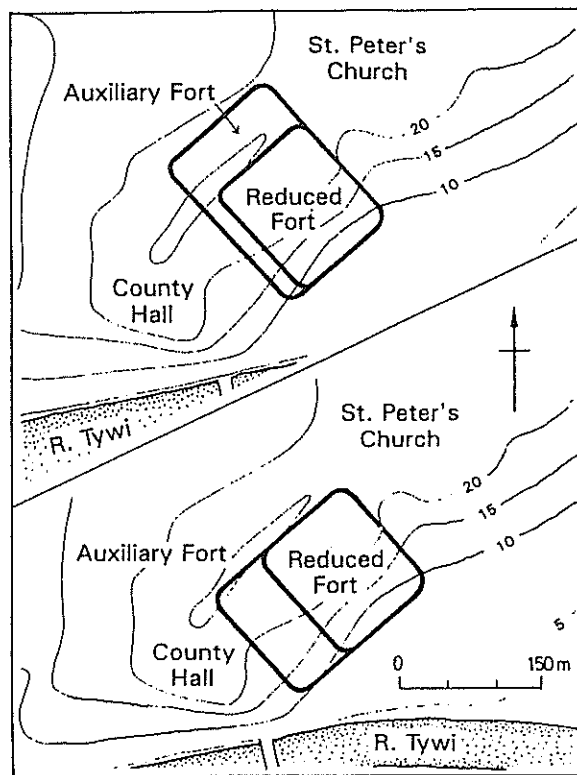 St. Peter's
Church
Auxiliary Fort
20
15
10
Reduced
Fort
County
Hall
R. Tywi
St. Peter's
Church
20
15
10
Auxiliary Fort
Reduced
Fort
5
County
Hall
0 150m
R. Tywi